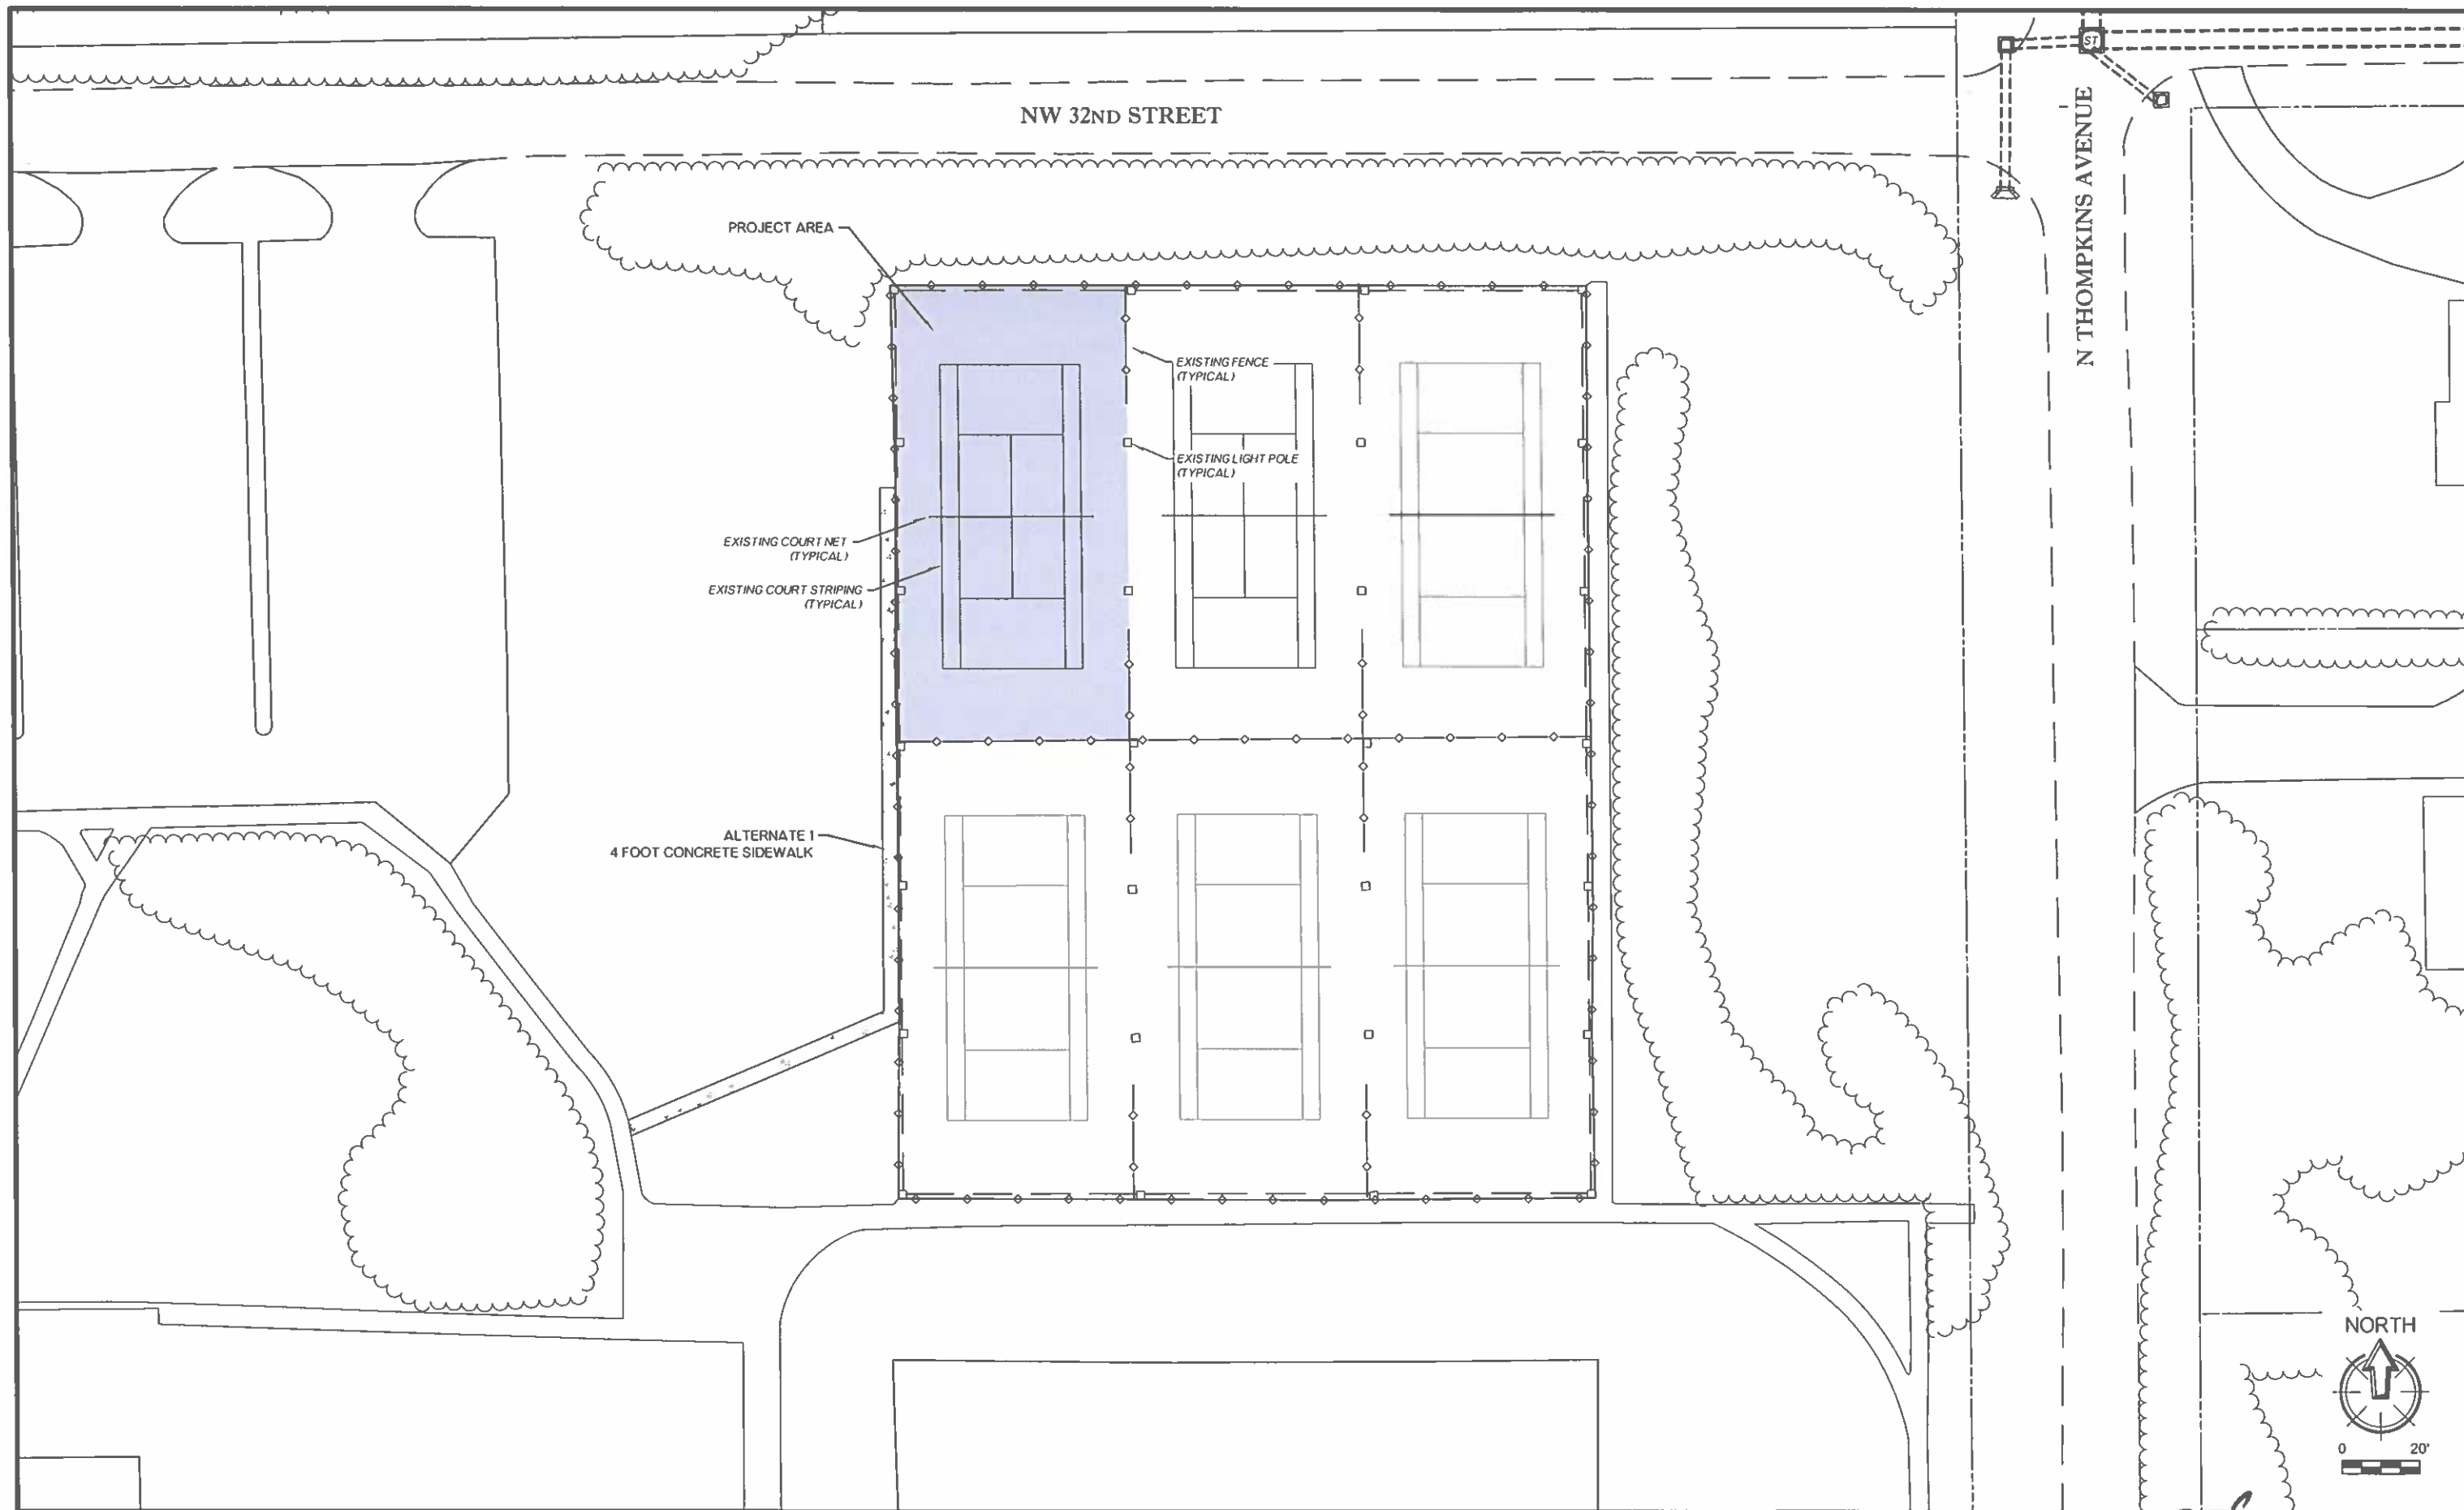 NW 32ND STREET
N THOMPKINS AVENUE
ST
PROJECT AREA
EXISTING FENCE
(TYPICAL)
EXISTING LIGHT POLE
(TYPICAL)
EXISTING COURT NET
(TYPICAL)
EXISTING COURT STRIPING
(TYPICAL)
ALTERNATE 1
4 FOOT CONCRETE SIDEWALK
NORTH
0 20'